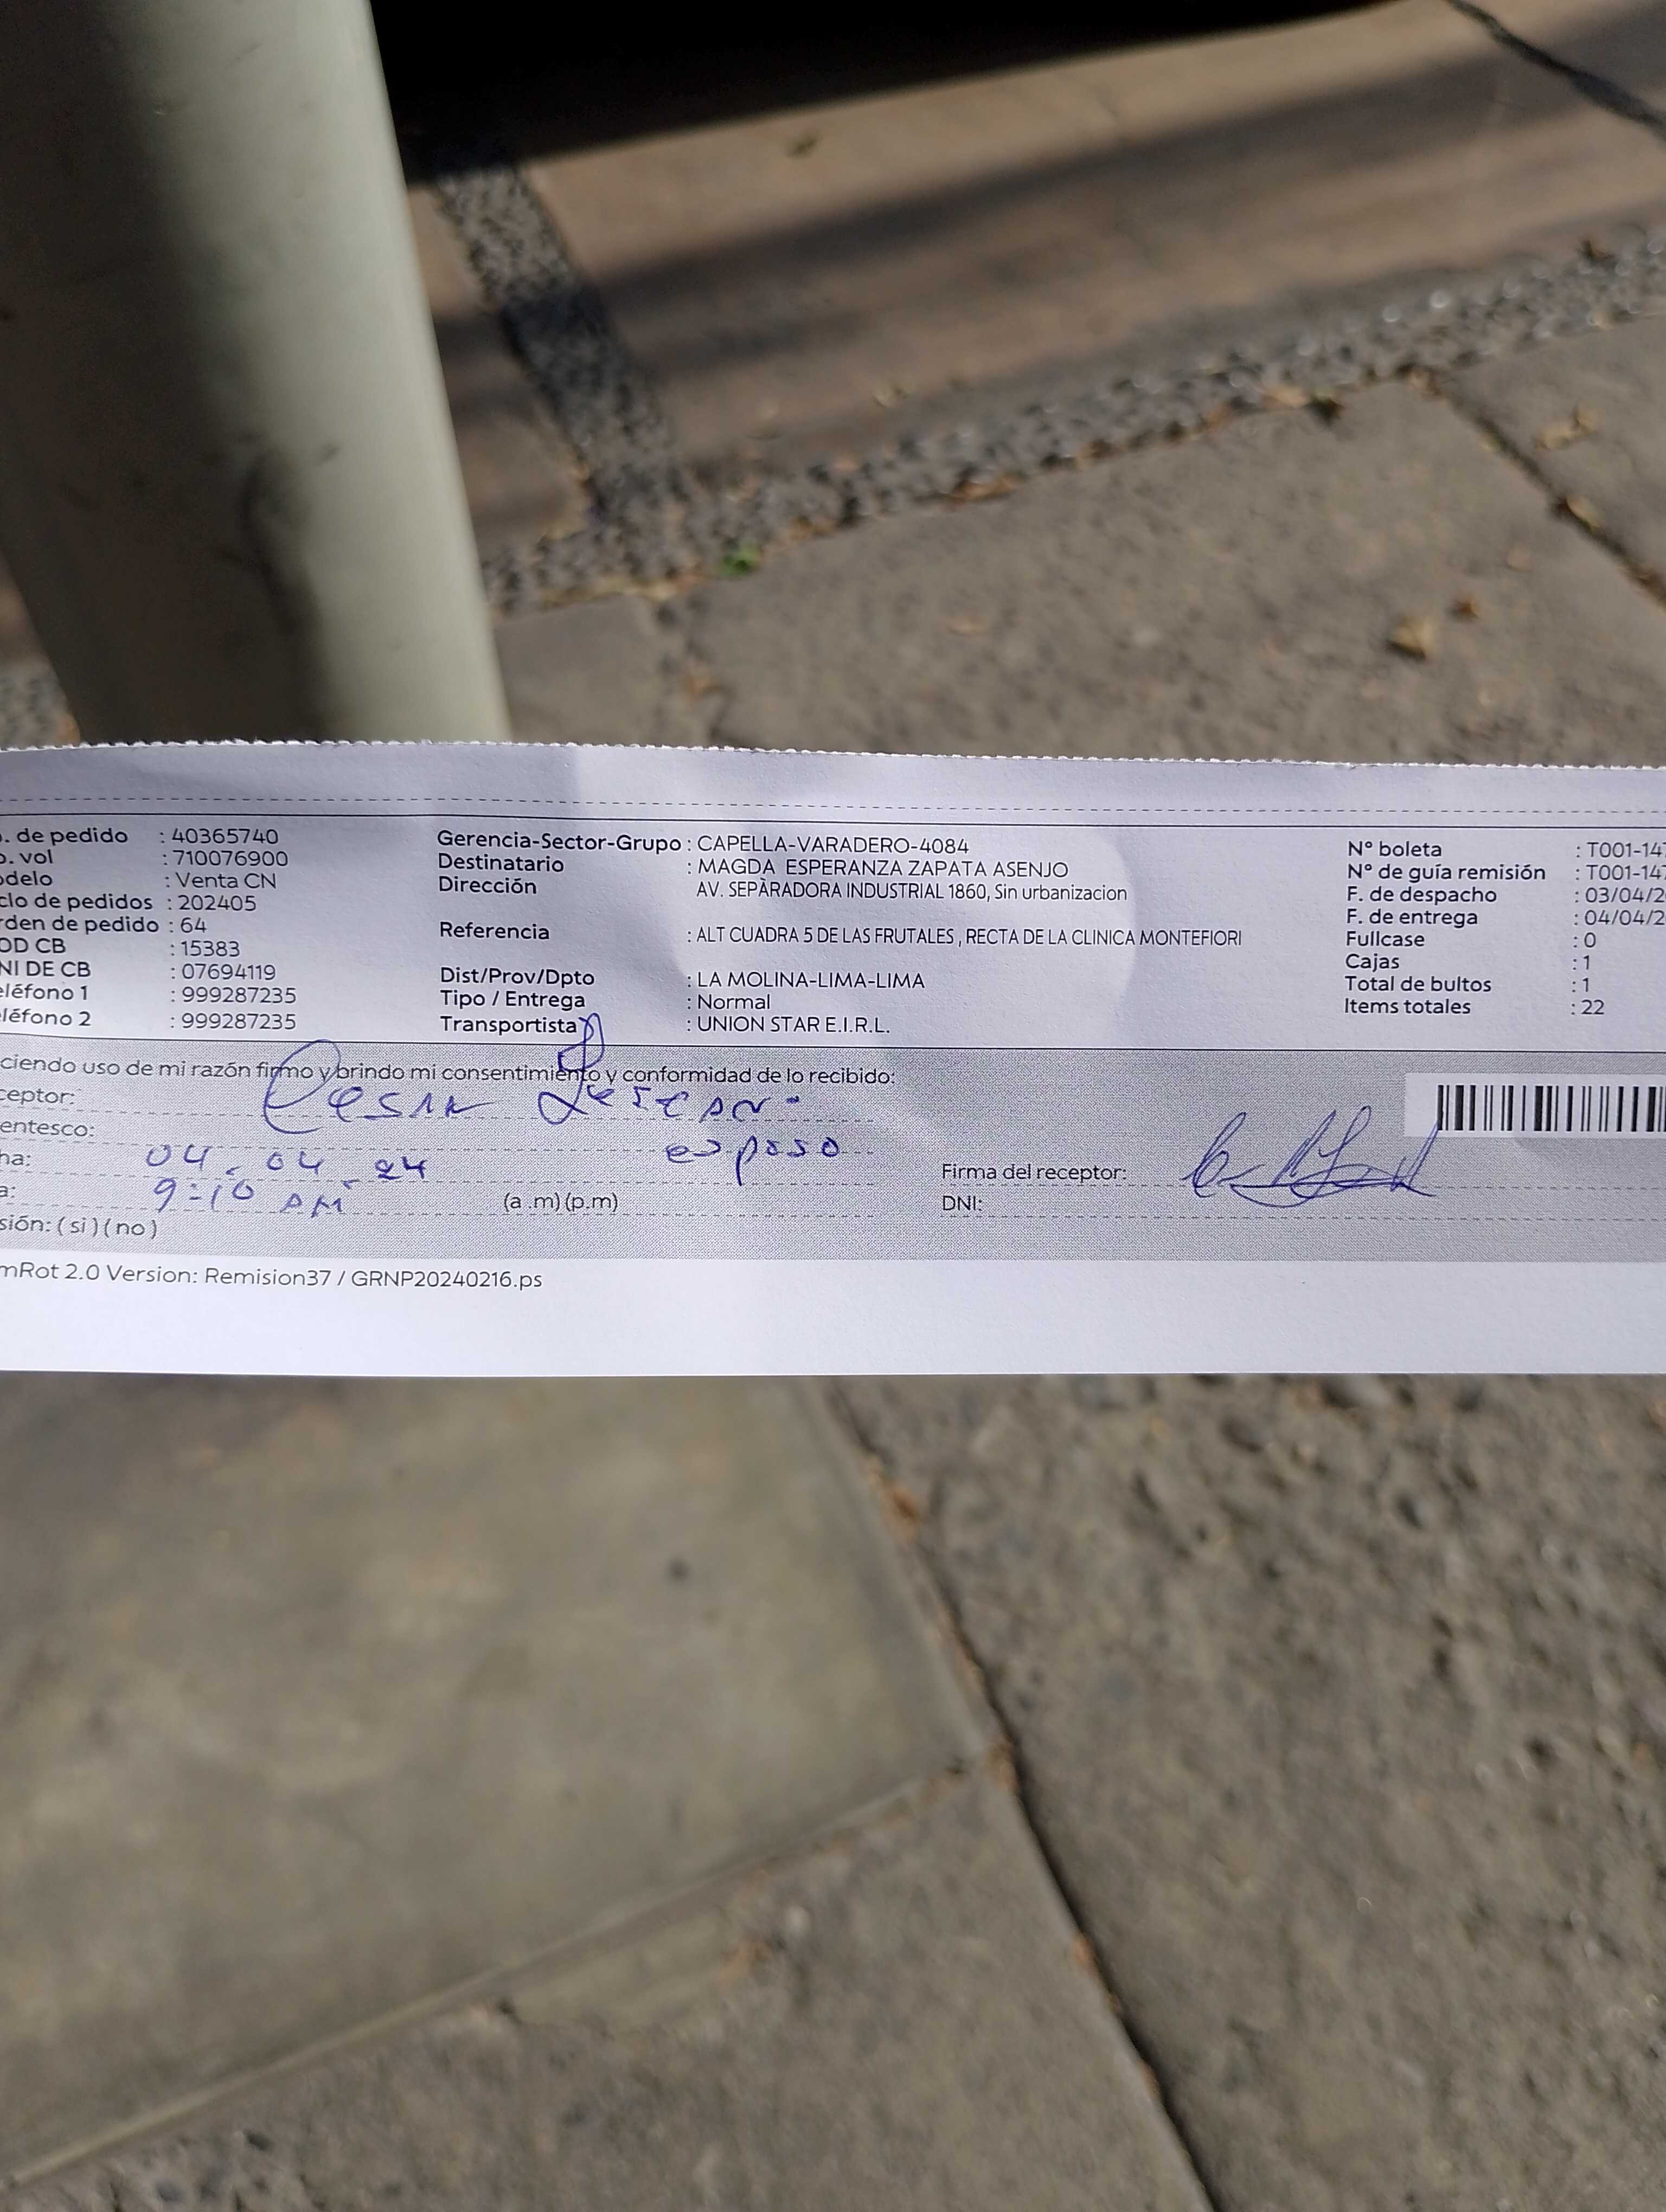 . de pedido : 40365740
o. vol : 710076900
odelo : Venta CN
clo de pedidos : 202405
rden de pedido : 64
OD CB : 15383
NI DE CB : 07694119
eléfono 1 : 999287235
eléfono 2 : 999287235
Gerencia-Sector-Grupo : CAPELLA-VARADERO-4084
Destinatario : MAGDA ESPERANZA ZAPATA ASENJO
Dirección AV. SEPÀRADORA INDUSTRIAL 1860, Sin urbanizacion
Referencia : ALT CUADRA 5 DE LAS FRUTALES , RECTA DE LA CLINICA MONTEFIORI
Dist/Prov/Dpto : LA MOLINA-LIMA-LIMA
Tipo / Entrega : Normal
Transportista : UNION STAR E.I.R.L.
N° boleta : T001-14
N° de guía remisión : T001-14
F. de despacho : 03/04/2
F. de entrega : 04/04/2
Fullcase : 0
Cajas : 1
Total de bultos : 1
Items totales : 22
ciendo uso de mi razón firmo y brindo mi consentimiento y conformidad de lo recibido:
ceptor: Cesar
entesco: esposo
ha: 04.04.24
a: 9:10 AM (a .m) (p.m)
sión: ( si ) ( no )
Firma del receptor:
DNI:
mRot 2.0 Version: Remision37 / GRNP20240216.ps